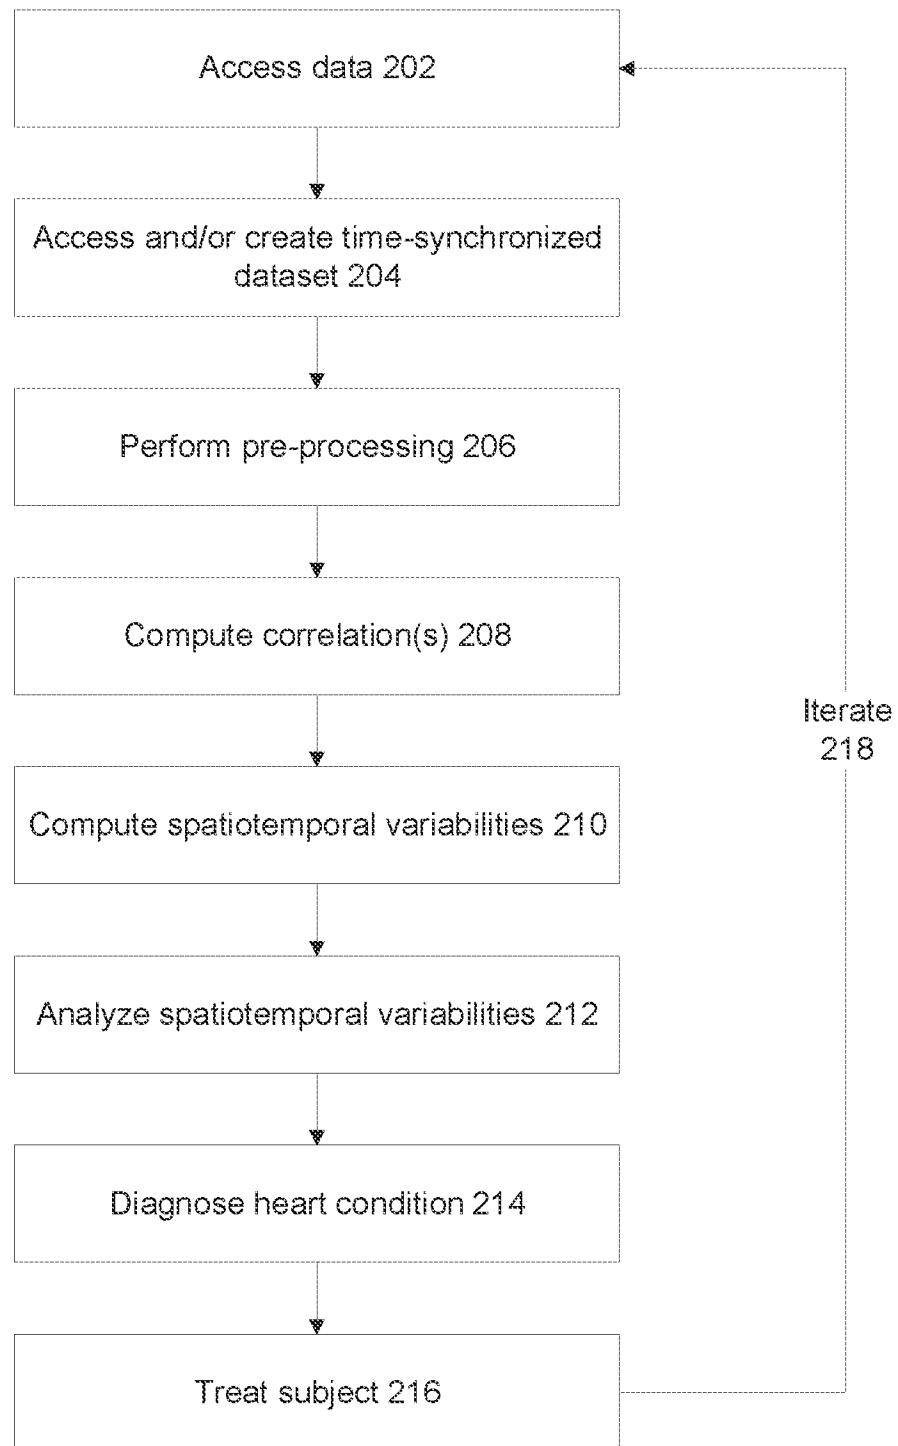 Access data 202
Access and/or create time-synchronized
dataset 204
Perform pre-processing 206
Compute correlation(s) 208
Iterate
218
Compute spatiotemporal variabilities 210
Analyze spatiotemporal variabilities 212
Diagnose heart condition 214
Treat subject 216